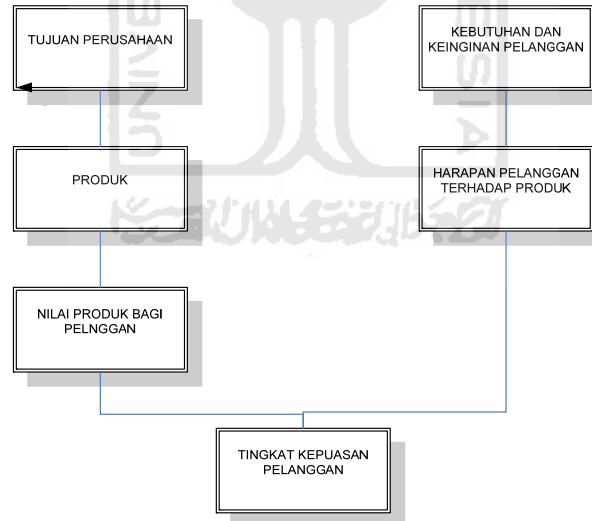 TUJUAN PERUSAHAAN
KEBUTUHAN DAN
KEINGINAN PELANGGAN
PRODUK
HARAPAN PELANGGAN
TERHADAP PRODUK
NILAI PRODUK BAGI
PELNGGAN
TINGKAT KEPUASAN
PELANGGAN